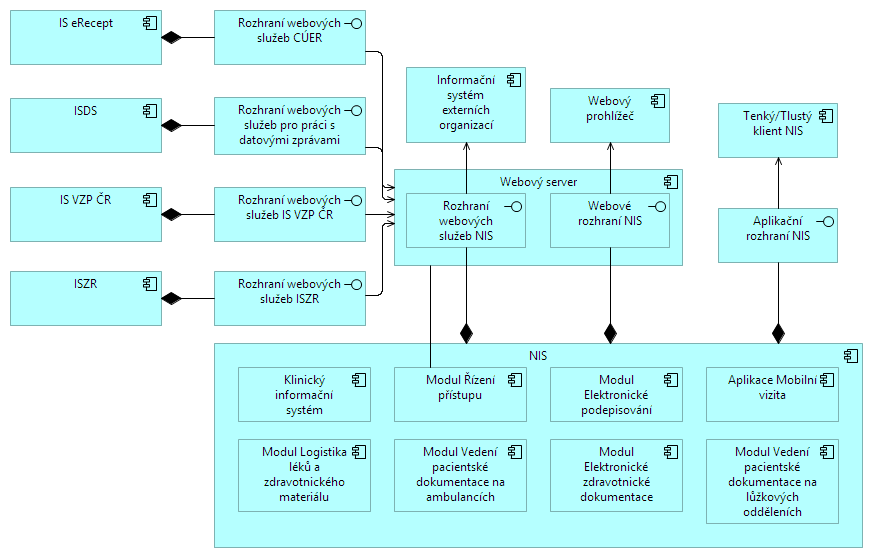 IS eRecept
Rozhraní webových
služeb CÚER
ISDS
Rozhraní webových
služeb pro práci s
datovými zprávami
IS VZP ČR
Rozhraní webových
služeb IS VZP ČR
ISZR
Rozhraní webových
služeb ISZR
Informační
systém
externích
organizací
Webový
prohlížeč
Tenký/Tlustý
klient NIS
Webový server
Rozhraní
webových
služeb NIS
Webové
rozhraní NIS
Aplikační
rozhraní NIS
NIS
Klinický
informační
systém
Modul Řízení
přístupu
Modul
Elektronické
podepisování
Aplikace Mobilní
vizita
Modul Logistika
léků a
zdravotnického
materiálu
Modul Vedení
pacientské
dokumentace na
ambulancích
Modul
Elektronické
zdravotné
dokumentace
Modul Vedení
pacientské
dokumentace na
lůžkových
odděleních